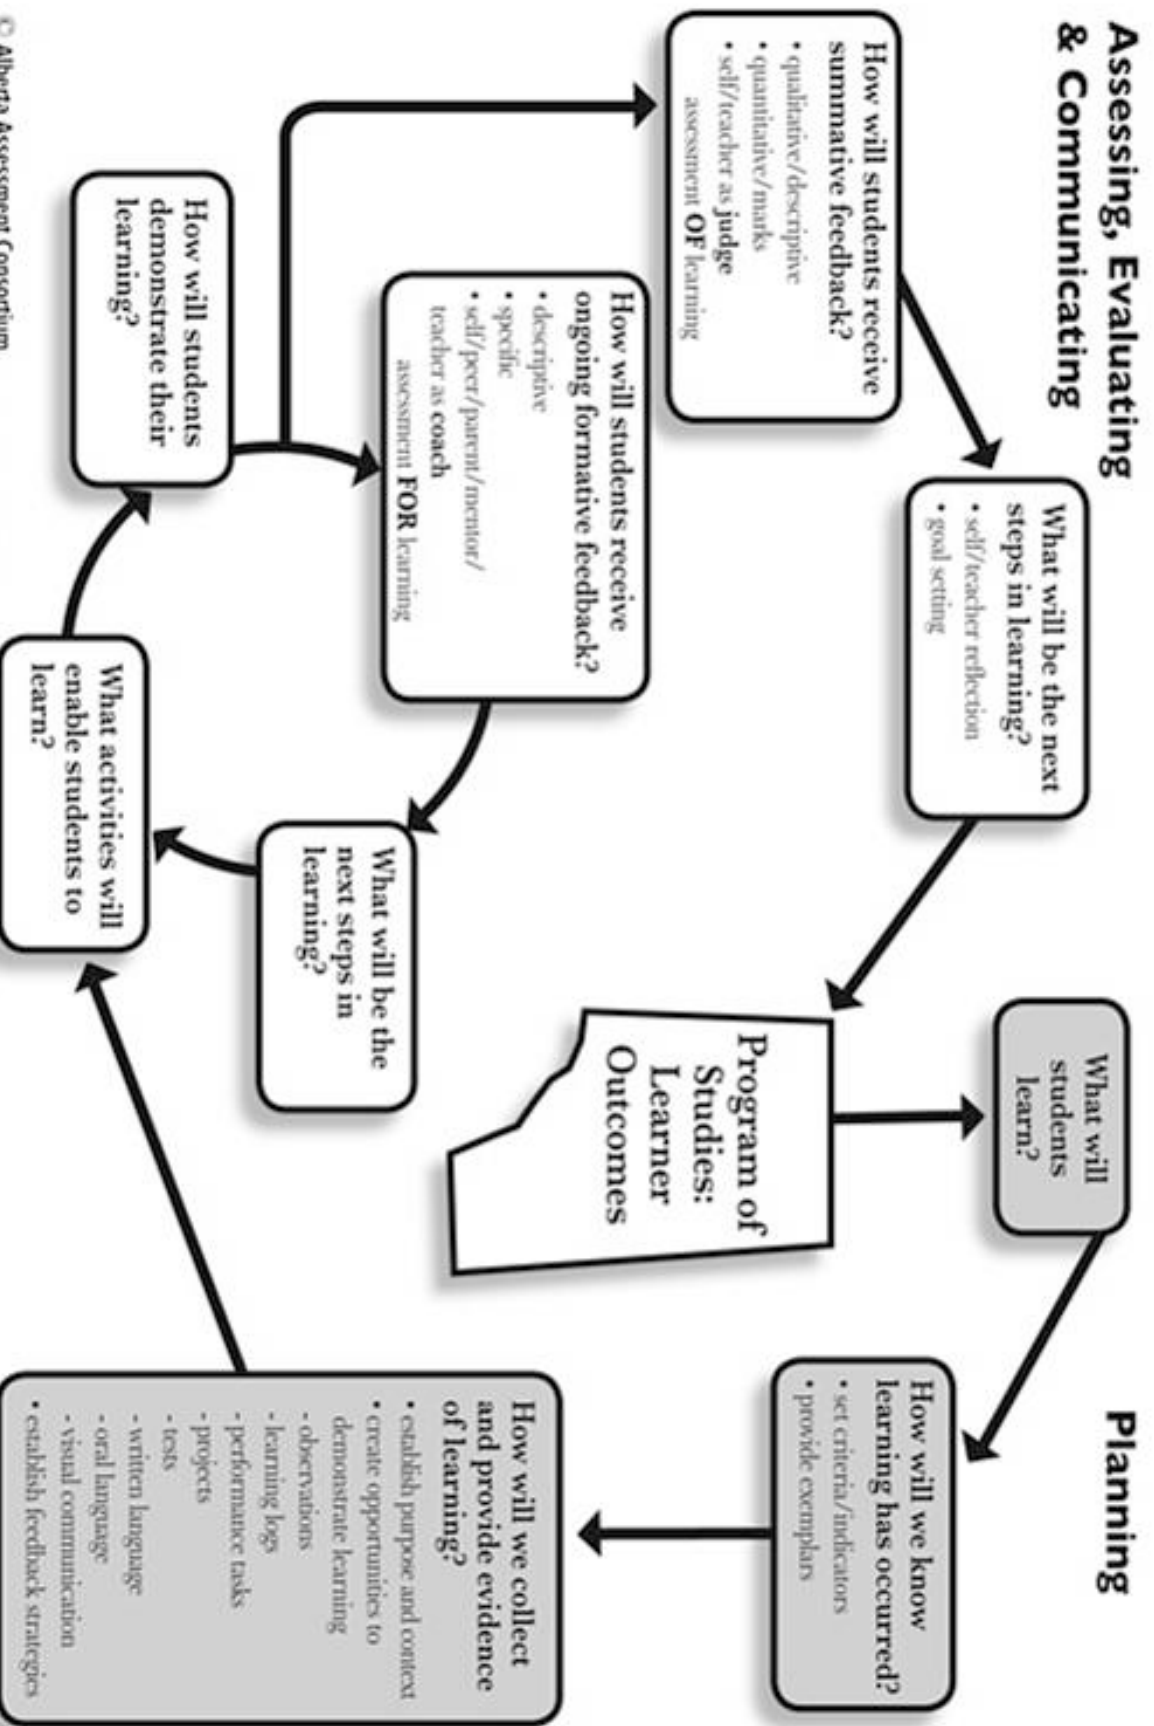 Assessing, Evaluating
& Communicating
Planning
How will students receive
summative feedback?
• qualitative/descriptive
• quantitative/marks
• self/teacher as judge
assessment OF learning
What will be the next
steps in learning?
• self/teacher reflection
• goal setting
What will
students
learn?
How will we know
learning has occurred?
• set criteria/indicators
• provide exemplars
How will students receive
ongoing formative feedback?
• descriptive
• specific
• self/peer/parent/mentor/
teacher as coach
assessment FOR learning
Program of
Studies:
Learner
Outcomes
How will students
demonstrate their
learning?
What will be the
next steps in
learning?
What activities will
enable students to
learn?
How will we collect
and provide evidence
of learning?
• establish purpose and context
• create opportunities to
demonstrate learning
- observations
- learning logs
- performance tasks
- projects
- tests
- written language
- oral language
- visual communication
• establish feedback strategies
© Alberta Assessment Consortium